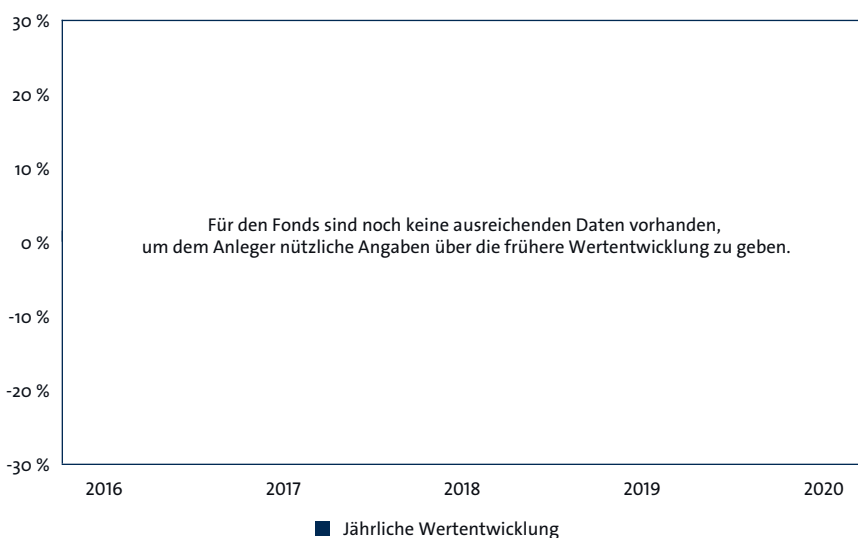 30 %
20 %
10 %
0 %
-10 %
-20 %
-30 %
Für den Fonds sind noch keine ausreichenden Daten vorhanden,
um dem Anleger nützliche Angaben über die frühere Wertentwicklung zu geben.
2016 2017 2018 2019 2020
Jährliche Wertentwicklung